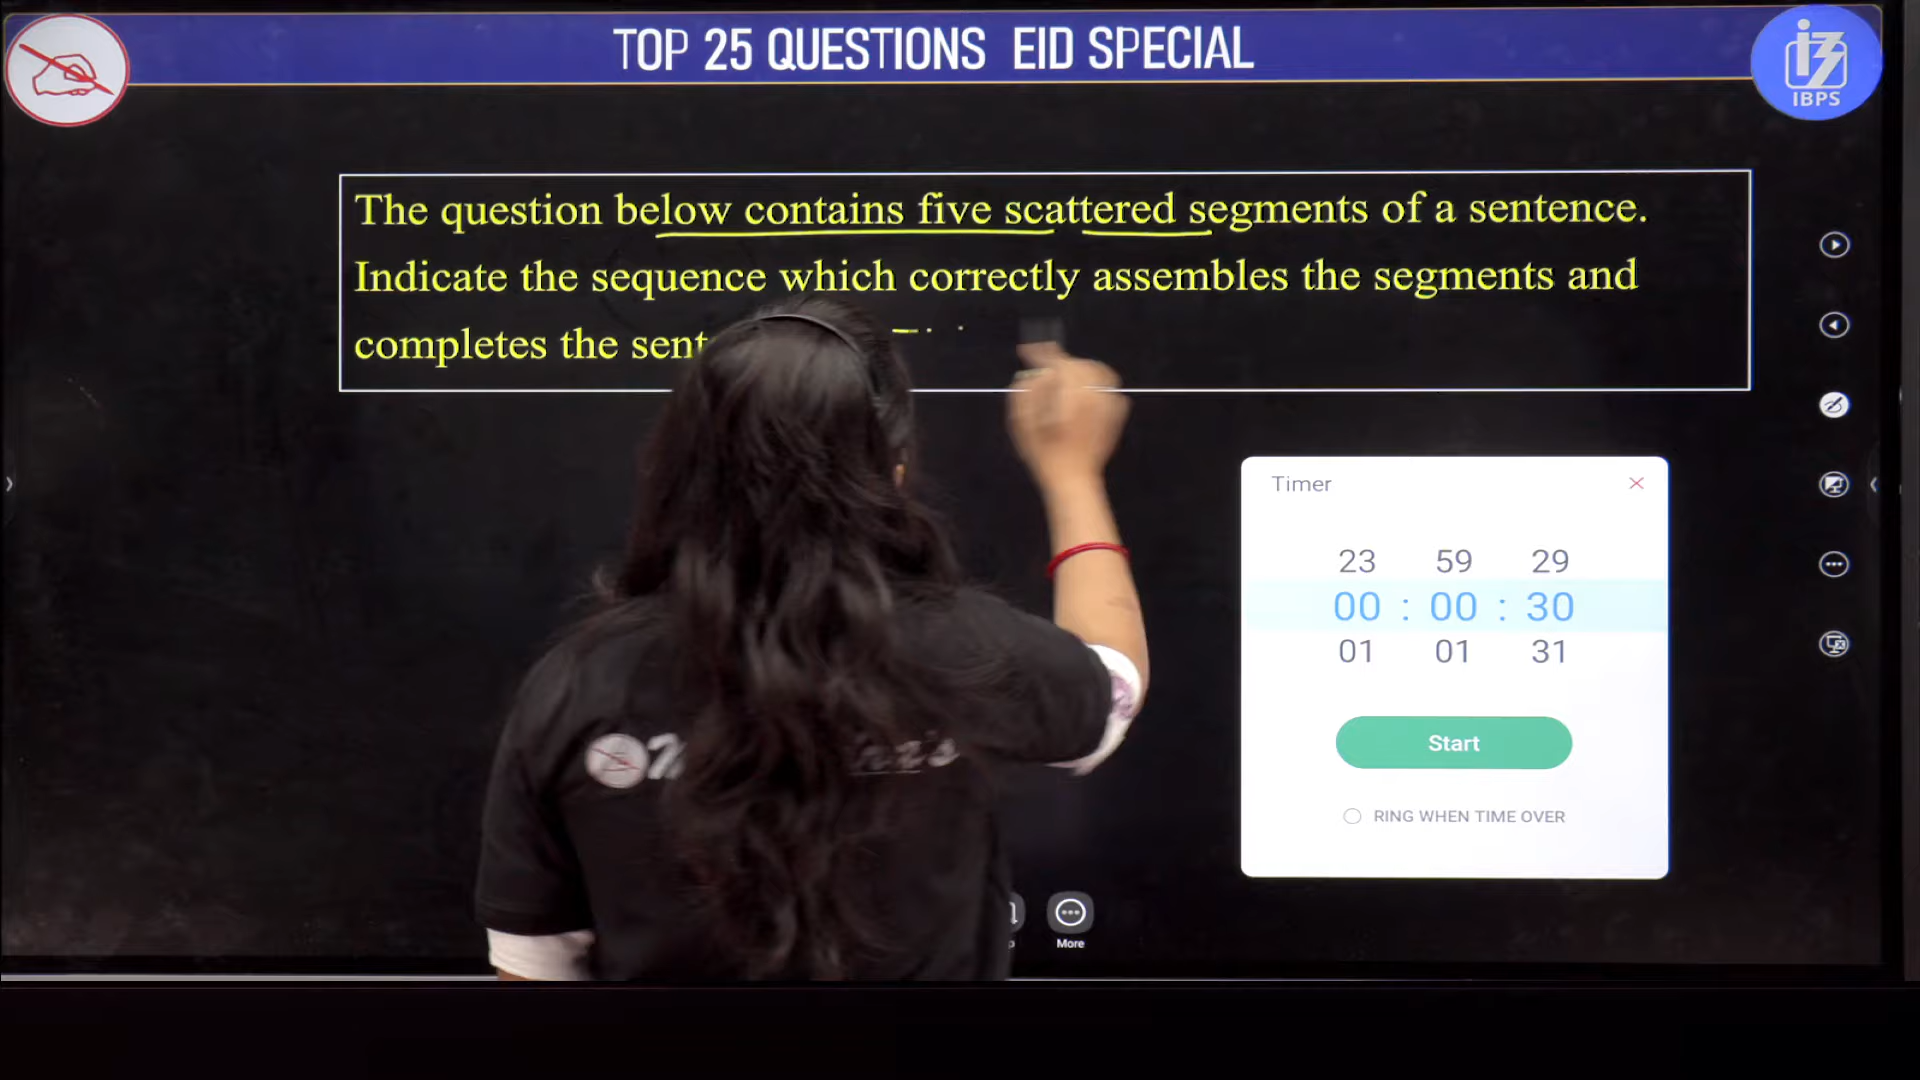 TOP 25 QUESTIONS EID SPECIAL
IBPS
The question below contains five scattered segments of a sentence.
Indicate the sequence which correctly assembles the segments and
completes the
Timer
23 59 29
00 : 00 : 30
01 01 31
Start
RING WHEN TIME OVER
More